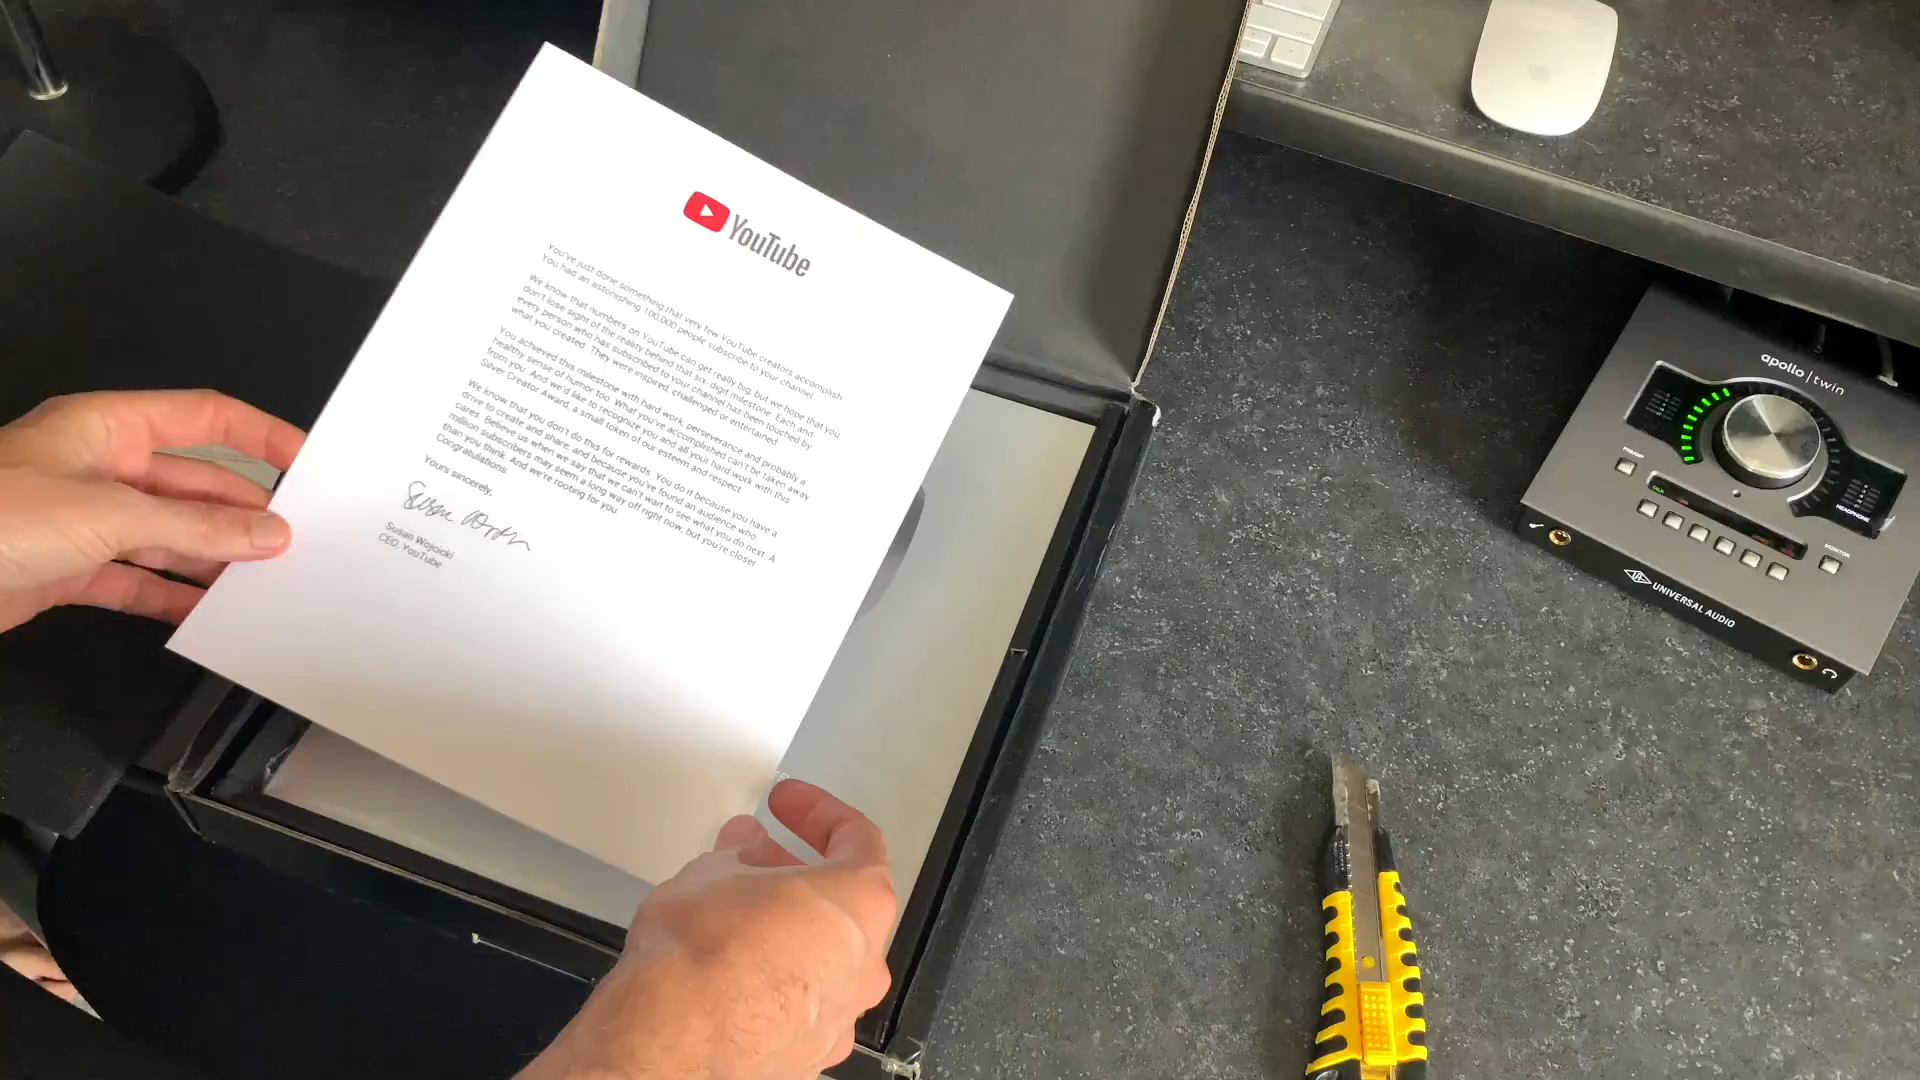 YouTube
You've just done something that very few YouTube creators accomplish
You had an astonishing 100,000 people subscribe to your channel
We know that numbers on YouTube can get really big, but we hope that you
don't lose sight of the reality behind that six-digit milestone. Each and
every person who has subscribed to your channel has been touched by
what you created. They were inspired, challenged or entertained
You achieved this milestone with hard work, perseverance and probably a
healthy sense of humor too. What you've accomplished can't be taken away
from you. And we'd like to recognize you and all your hard work with this
Silver Creator Award, a small token of our esteem and respect
We know that you don't do this for rewards. You do it because you have a
drive to create and share, and because you've found an audience who
cares. Believe us when we say that we can't wait to see what you do next. A
million subscribers may seem a long way off right now, but you're closer
than you think. And we're rooting for you.
Congratulations.
Yours sincerely,
Susan Wojcicki
CEO, YouTube
apollo | twin
PREAMP
HEADPHONE
MONITOR
UNIVERSAL AUDIO